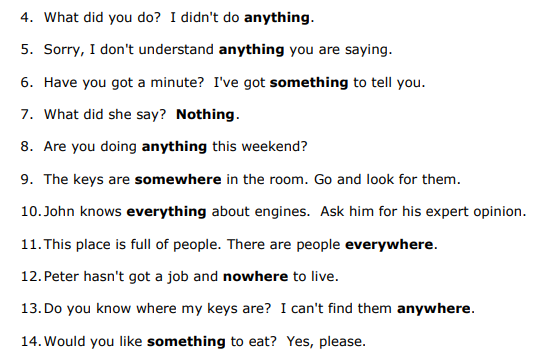 4. What did you do? I didn't do anything.
5. Sorry, I don't understand anything you are saying.
6. Have you got a minute? I've got something to tell you.
7. What did she say? Nothing.
8. Are you doing anything this weekend?
9. The keys are somewhere in the room. Go and look for them.
10. John knows everything about engines. Ask him for his expert opinion.
11. This place is full of people. There are people everywhere.
12. Peter hasn't got a job and nowhere to live.
13. Do you know where my keys are? I can't find them anywhere.
14. Would you like something to eat? Yes, please.